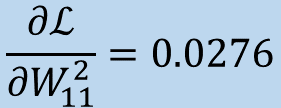 ∂ℒ/∂W²₁₁ = 0.0276